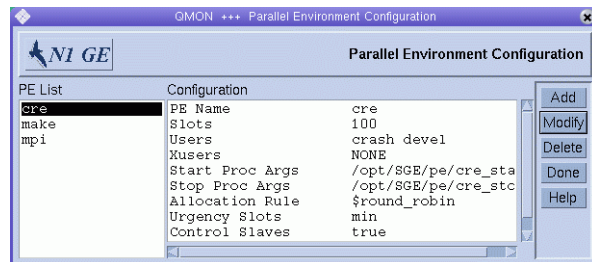 QMON +++ Parallel Environment Configuration
N1 GE
Parallel Environment Configuration
PE List
cre
make
mpi
Configuration
PE Name cre
Slots 100
Users crash devel
Xusers NONE
Start Proc Args /opt/SGE/pe/cre_sta
Stop Proc Args /opt/SGE/pe/cre_stc
Allocation Rule $round_robin
Urgency Slots min
Control Slaves true
Add
Modify
Delete
Done
Help